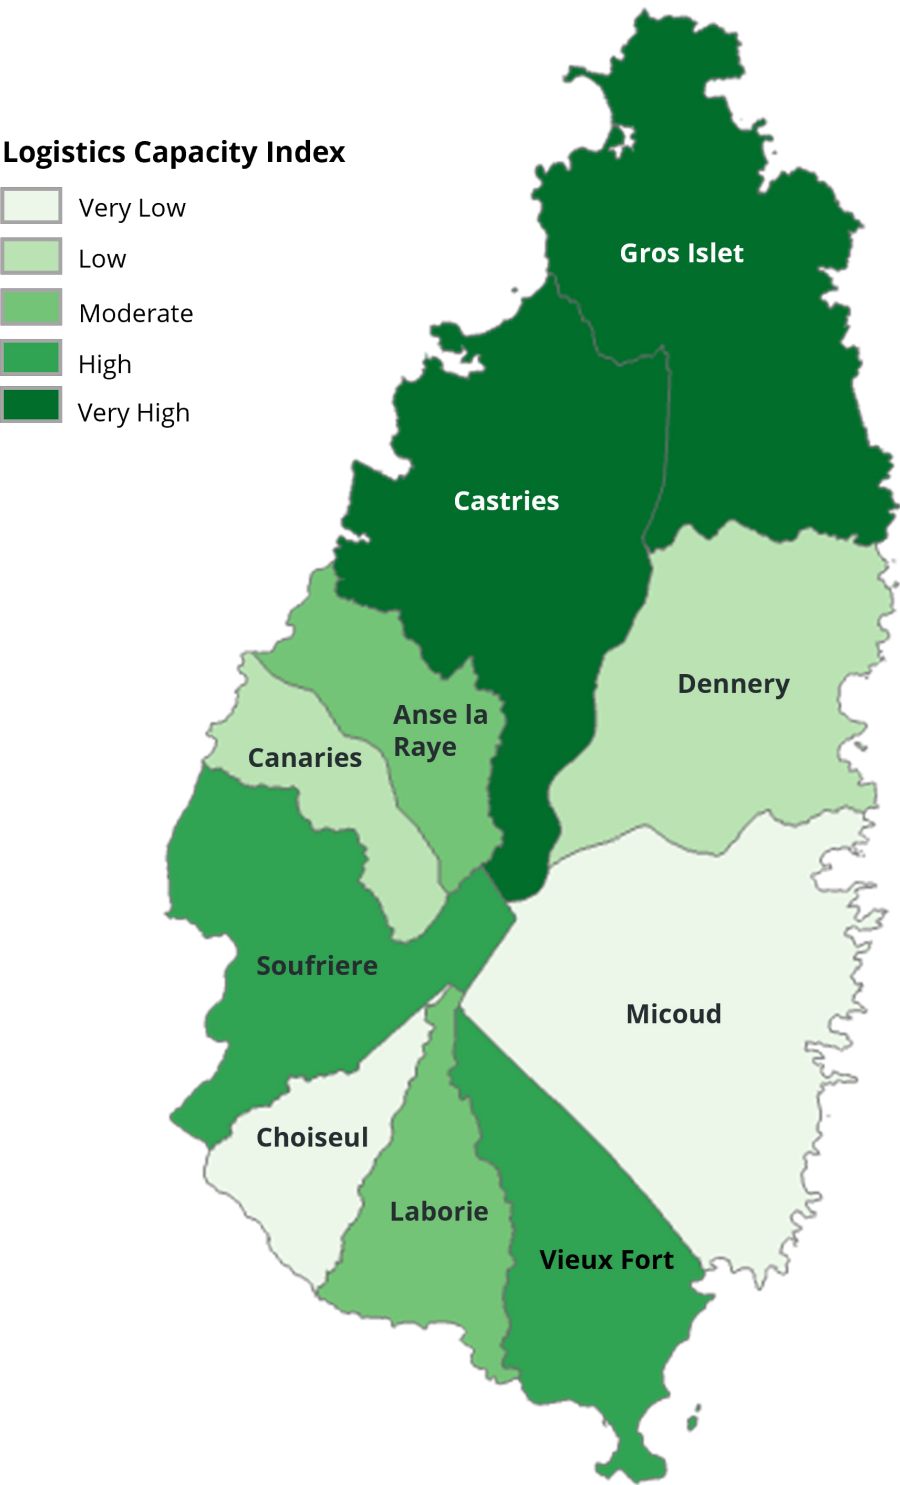 Logistics Capacity Index
Very Low
Low
Moderate
High
Very High
Gros Islet
Castries
Dennery
Anse la
Raye
Canaries
Soufriere
Micoud
Choiseul
Laborie
Vieux Fort